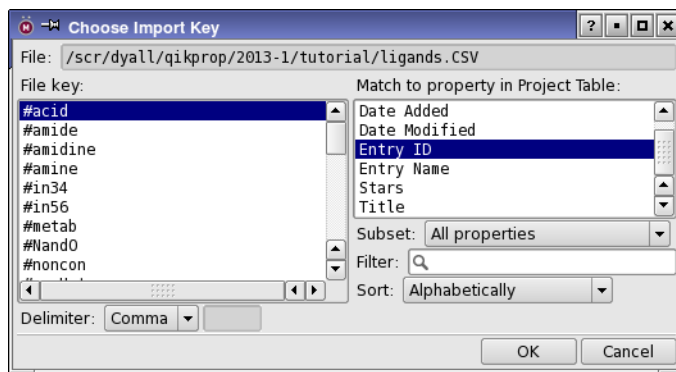 Choose Import Key
File: /scr/dyall/qikprop/2013-1/tutorial/ligands.CSV
File key:
#acid
#amide
#amidine
#amine
#in34
#in56
#metab
#NandO
#noncon
Match to property in Project Table:
Date Added
Date Modified
Entry ID
Entry Name
Stars
Title
Subset: All properties
Filter:
Sort: Alphabetically
Delimiter: Comma
OK Cancel